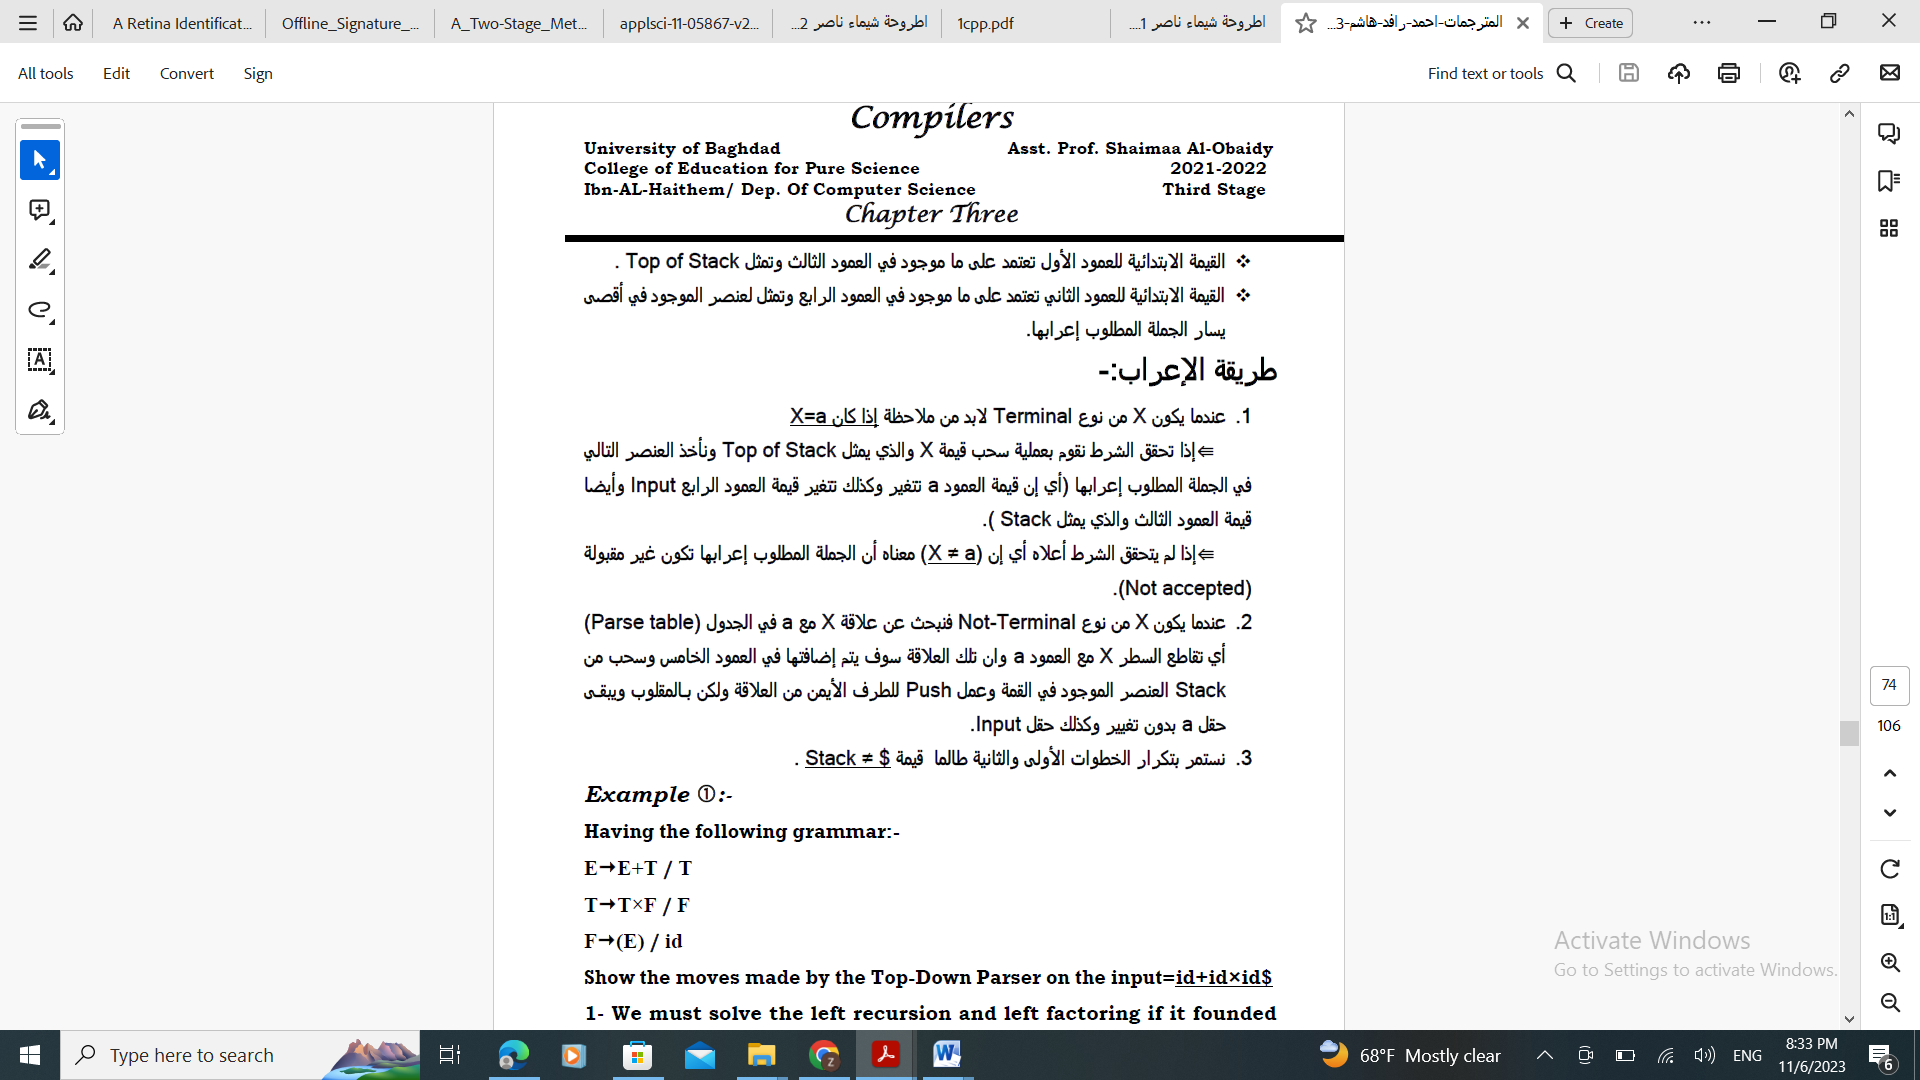 A Retina Identificat...
Offline_Signature_...
A_Two-Stage_Met...
applsci-11-05867-v2...
اطروحة شيماء ناصر 2...
1cpp.pdf
اطروحة شيماء ناصر 1....
المترجمات-احمد-رافد-هاشم-3...
Create
All tools
Edit
Convert
Sign
Find text or tools
Compilers
University of Baghdad Asst. Prof. Shaimaa Al-Obaidy
College of Education for Pure Science 2021-2022
Ibn-AL-Haithem/ Dep. Of Computer Science Third Stage
Chapter Three
❖ القيمة الابتدائية للعمود الأول تعتمد على ما موجود في العمود الثالث وتمثل Top of Stack .
❖ القيمة الابتدائية للعمود الثاني تعتمد على ما موجود في العمود الرابع وتمثل لعنصر الموجود في أقصى
يسار الجملة المطلوب إعرابها.
طريقة الإعراب:-
1. عندما يكون X من نوع Terminal لابد من ملاحظة إذا كان X=a
⇐إذا تحقق الشرط نقوم بعملية سحب قيمة X والذي يمثل Top of Stack ونأخذ العنصر التالي
في الجملة المطلوب إعرابها (أي إن قيمة العمود a تتغير وكذلك تتغير قيمة العمود الرابع Input وأيضا
قيمة العمود الثالث والذي يمثل Stack ).
⇐إذا لم يتحقق الشرط أعلاه أي إن (X ≠ a) معناه أن الجملة المطلوب إعرابها تكون غير مقبولة
(Not accepted).
2. عندما يكون X من نوع Not-Terminal فنبحث عن علاقة X مع a في الجدول (Parse table)
أي تقاطع السطر X مع العمود a وان تلك العلاقة سوف يتم إضافتها في العمود الخامس وسحب من
Stack العنصر الموجود في القمة وعمل Push للطرف الأيمن من العلاقة ولكن بالمقلوب ويبقى
حقل a بدون تغيير وكذلك حقل Input.
3. نستمر بتكرار الخطوات الأولى والثانية طالما قيمة Stack ≠ $ .
Example ①:-
Having the following grammar:-
E→E+T / T
T→T×F / F
F→(E) / id
Show the moves made by the Top-Down Parser on the input=id+id×id$
1- We must solve the left recursion and left factoring if it founded
74
106
Activate Windows
Go to Settings to activate Windows.
Type here to search
68°F Mostly clear
ENG
8:33 PM
11/6/2023
6